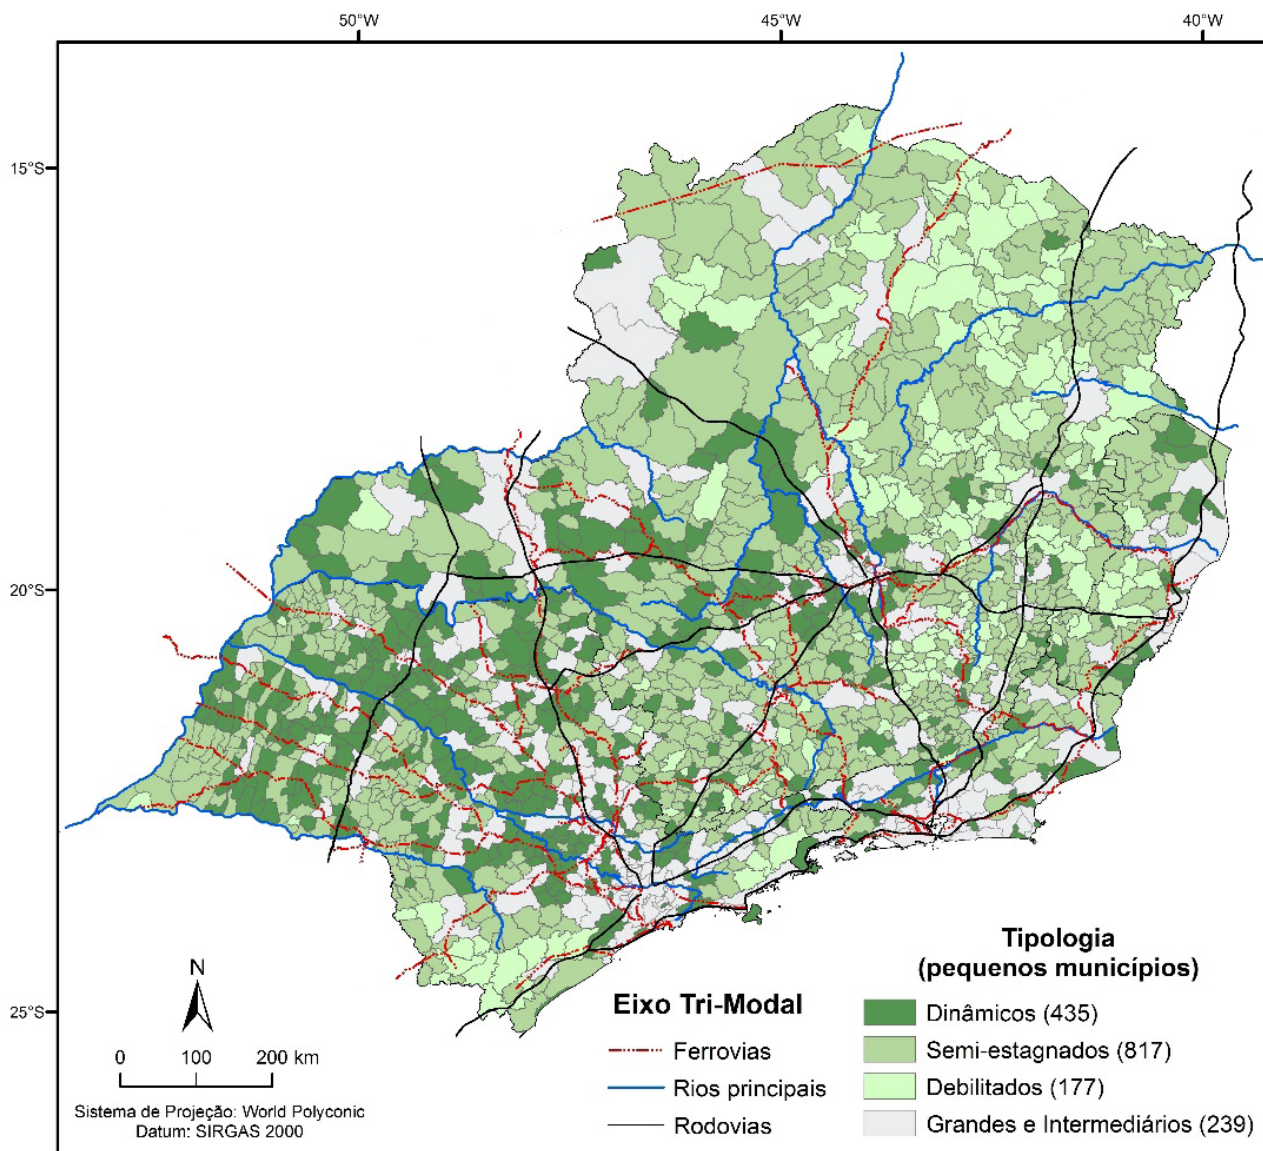 50°W
45°W
40°W
15°S
20°S
25°S
N
0 100 200 km
Sistema de Projeção: World Polyconic
Datum: SIRGAS 2000
Eixo Tri-Modal
Ferrovias
Rios principais
Rodovias
Tipologia
(pequenos municípios)
Dinâmicos (435)
Semi-estagnados (817)
Debilitados (177)
Grandes e Intermediários (239)